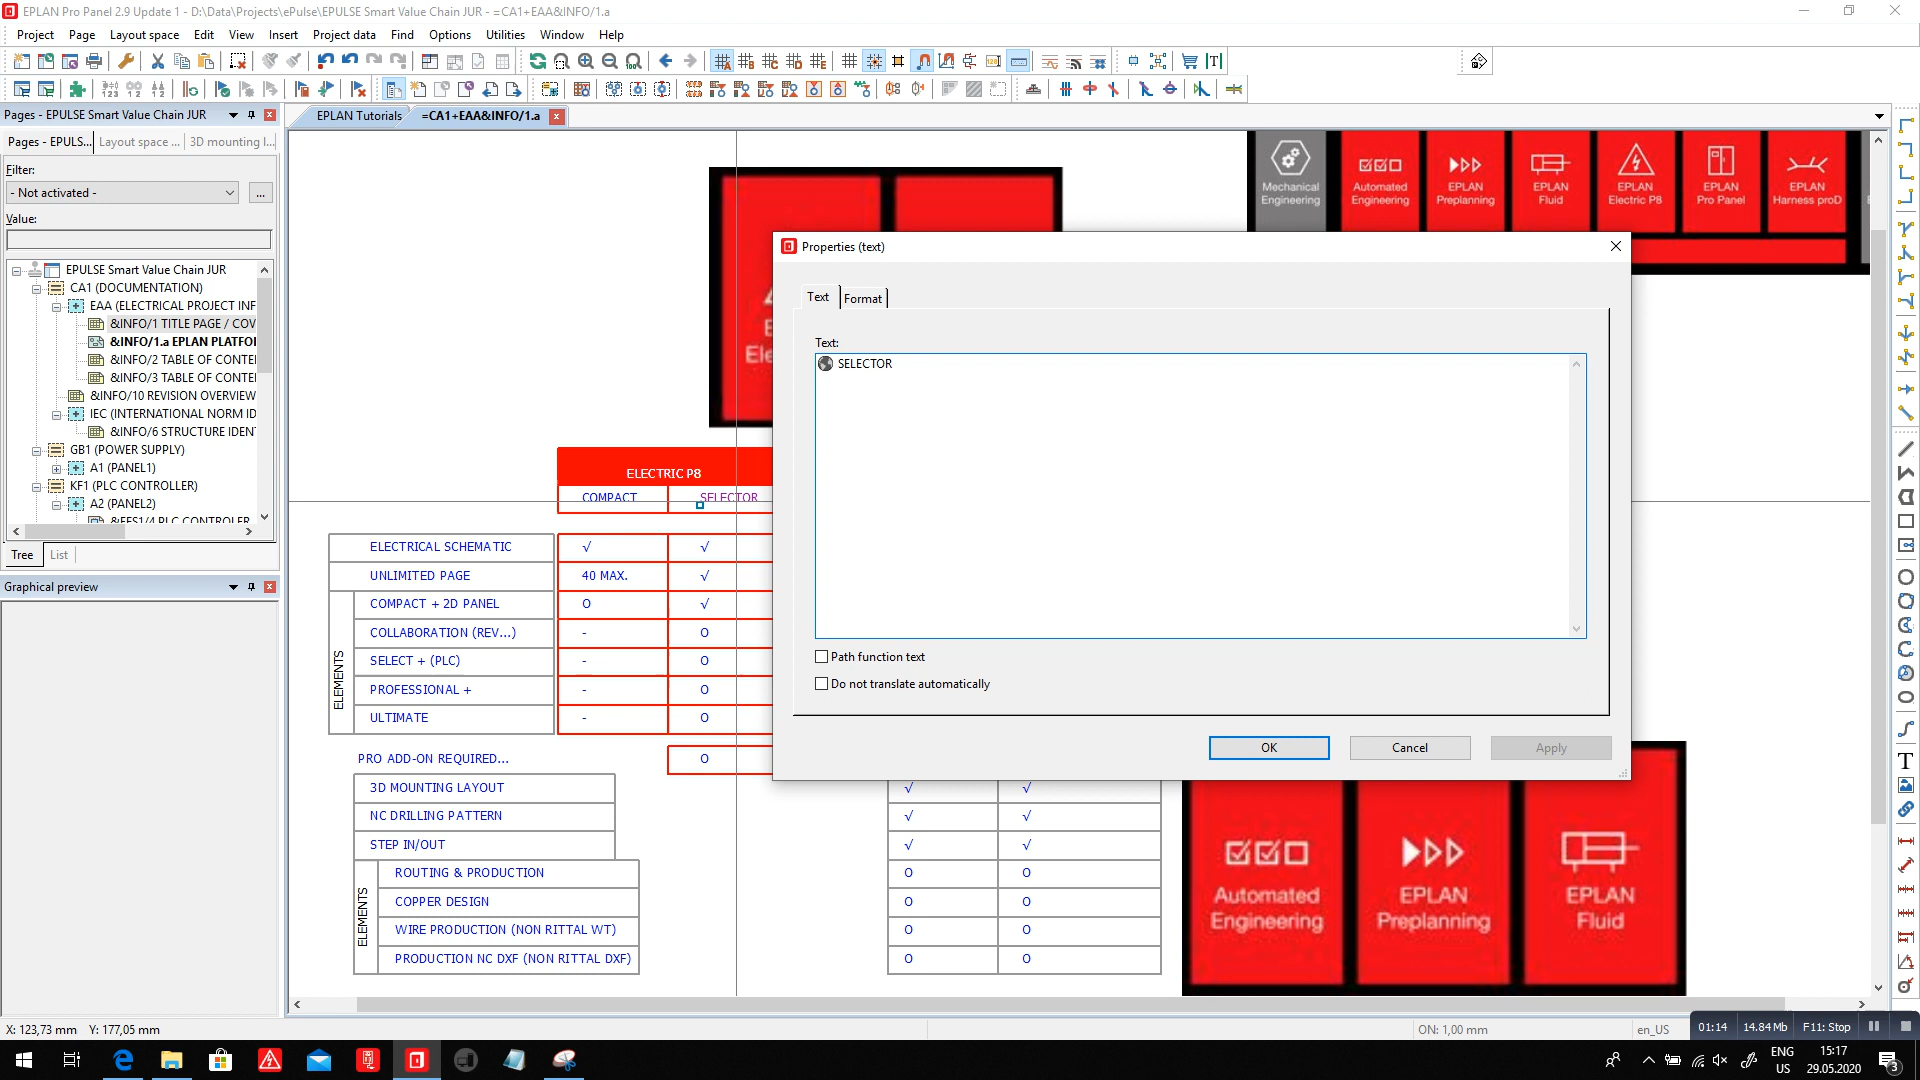 EPLAN Pro Panel 2.9 Update 1 - D:\Data\Projects\ePulse\EPULSE Smart Value Chain JUR - =CA1+EAA&INFO/1.a
Project Page Layout space Edit View Insert Project data Find Options Utilities Window Help
Pages - EPULSE Smart Value Chain JUR
EPLAN Tutorials
=CA1+EAA&INFO/1.a
Pages - EPULS...
Layout space ...
3D mounting l...
Filter:
- Not activated -
...
Value:
EPULSE Smart Value Chain JUR
CA1 (DOCUMENTATION)
EAA (ELECTRICAL PROJECT INF
&INFO/1 TITLE PAGE / COV
&INFO/1.a EPLAN PLATFO
&INFO/2 TABLE OF CONTE
&INFO/3 TABLE OF CONTE
&INFO/10 REVISION OVERVIEW
IEC (INTERNATIONAL NORM ID
&INFO/6 STRUCTURE IDEN
GB1 (POWER SUPPLY)
A1 (PANEL1)
KF1 (PLC CONTROLLER)
A2 (PANEL2)
&EFS1/4 PLC CONTROLER
Tree
List
Graphical preview
Mechanical Engineering
Automated Engineering
EPLAN Preplanning
EPLAN Fluid
EPLAN Electric P8
EPLAN Pro Panel
EPLAN Harness proD
Properties (text)
Text
Format
Text:
SELECTOR
Path function text
Do not translate automatically
OK
Cancel
Apply
ELECTRIC P8
COMPACT
SELECTOR
ELECTRICAL SCHEMATIC √ √
UNLIMITED PAGE 40 MAX. √
ELEMENTS
COMPACT + 2D PANEL O √
COLLABORATION (REV...) - O
SELECT + (PLC) - O
PROFESSIONAL + - O
ULTIMATE - O
PRO ADD-ON REQUIRED... O
3D MOUNTING LAYOUT √ √
NC DRILLING PATTERN √ √
STEP IN/OUT √ √
ELEMENTS
ROUTING & PRODUCTION O O
COPPER DESIGN O O
WIRE PRODUCTION (NON RITTAL WT) O O
PRODUCTION NC DXF (NON RITTAL DXF) O O
Automated Engineering
EPLAN Preplanning
EPLAN Fluid
X: 123,73 mm Y: 177,05 mm
ON: 1,00 mm
en_US
01:14
14.84 Mb
F11: Stop
ENG
US
15:17
29.05.2020
3